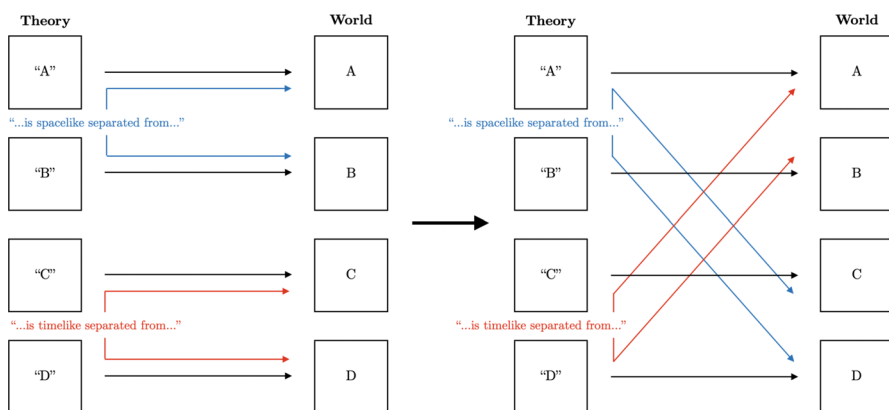 Theory World Theory World
“A” A “A” A
“...is spacelike separated from...” “...is spacelike separated from...”
“B” B “B” B
“C” C “C” C
“...is timelike separated from...” “...is timelike separated from...”
“D” D “D” D